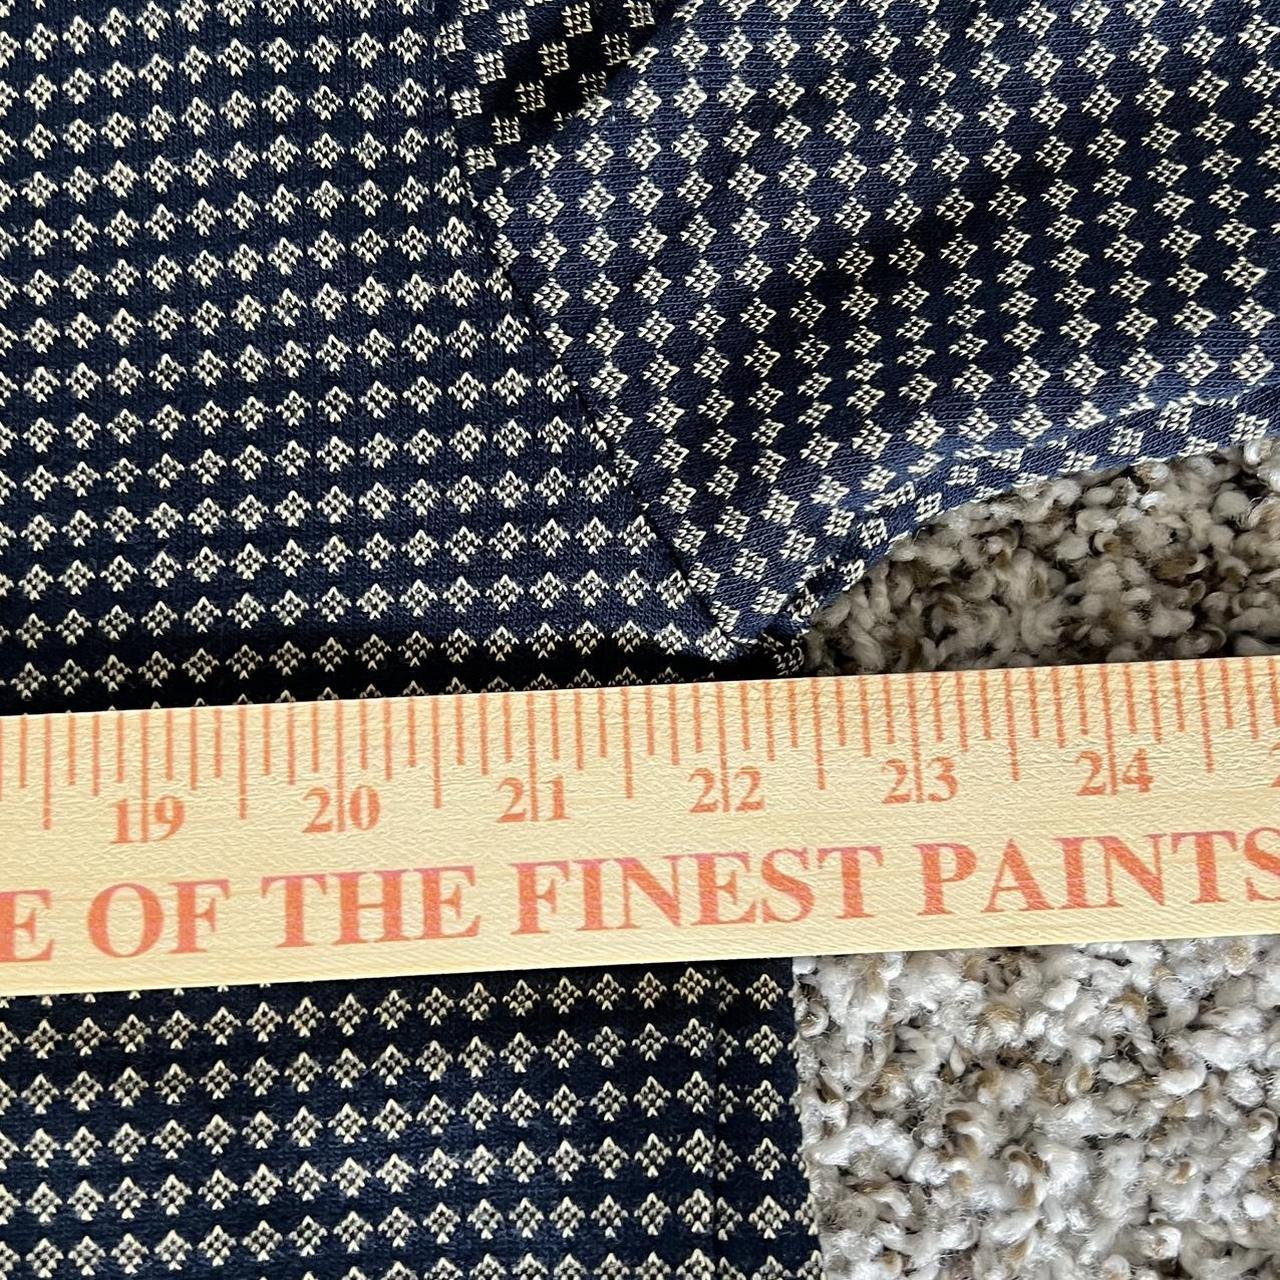 19 20 21 22 23 24
E OF THE FINEST PAINTS